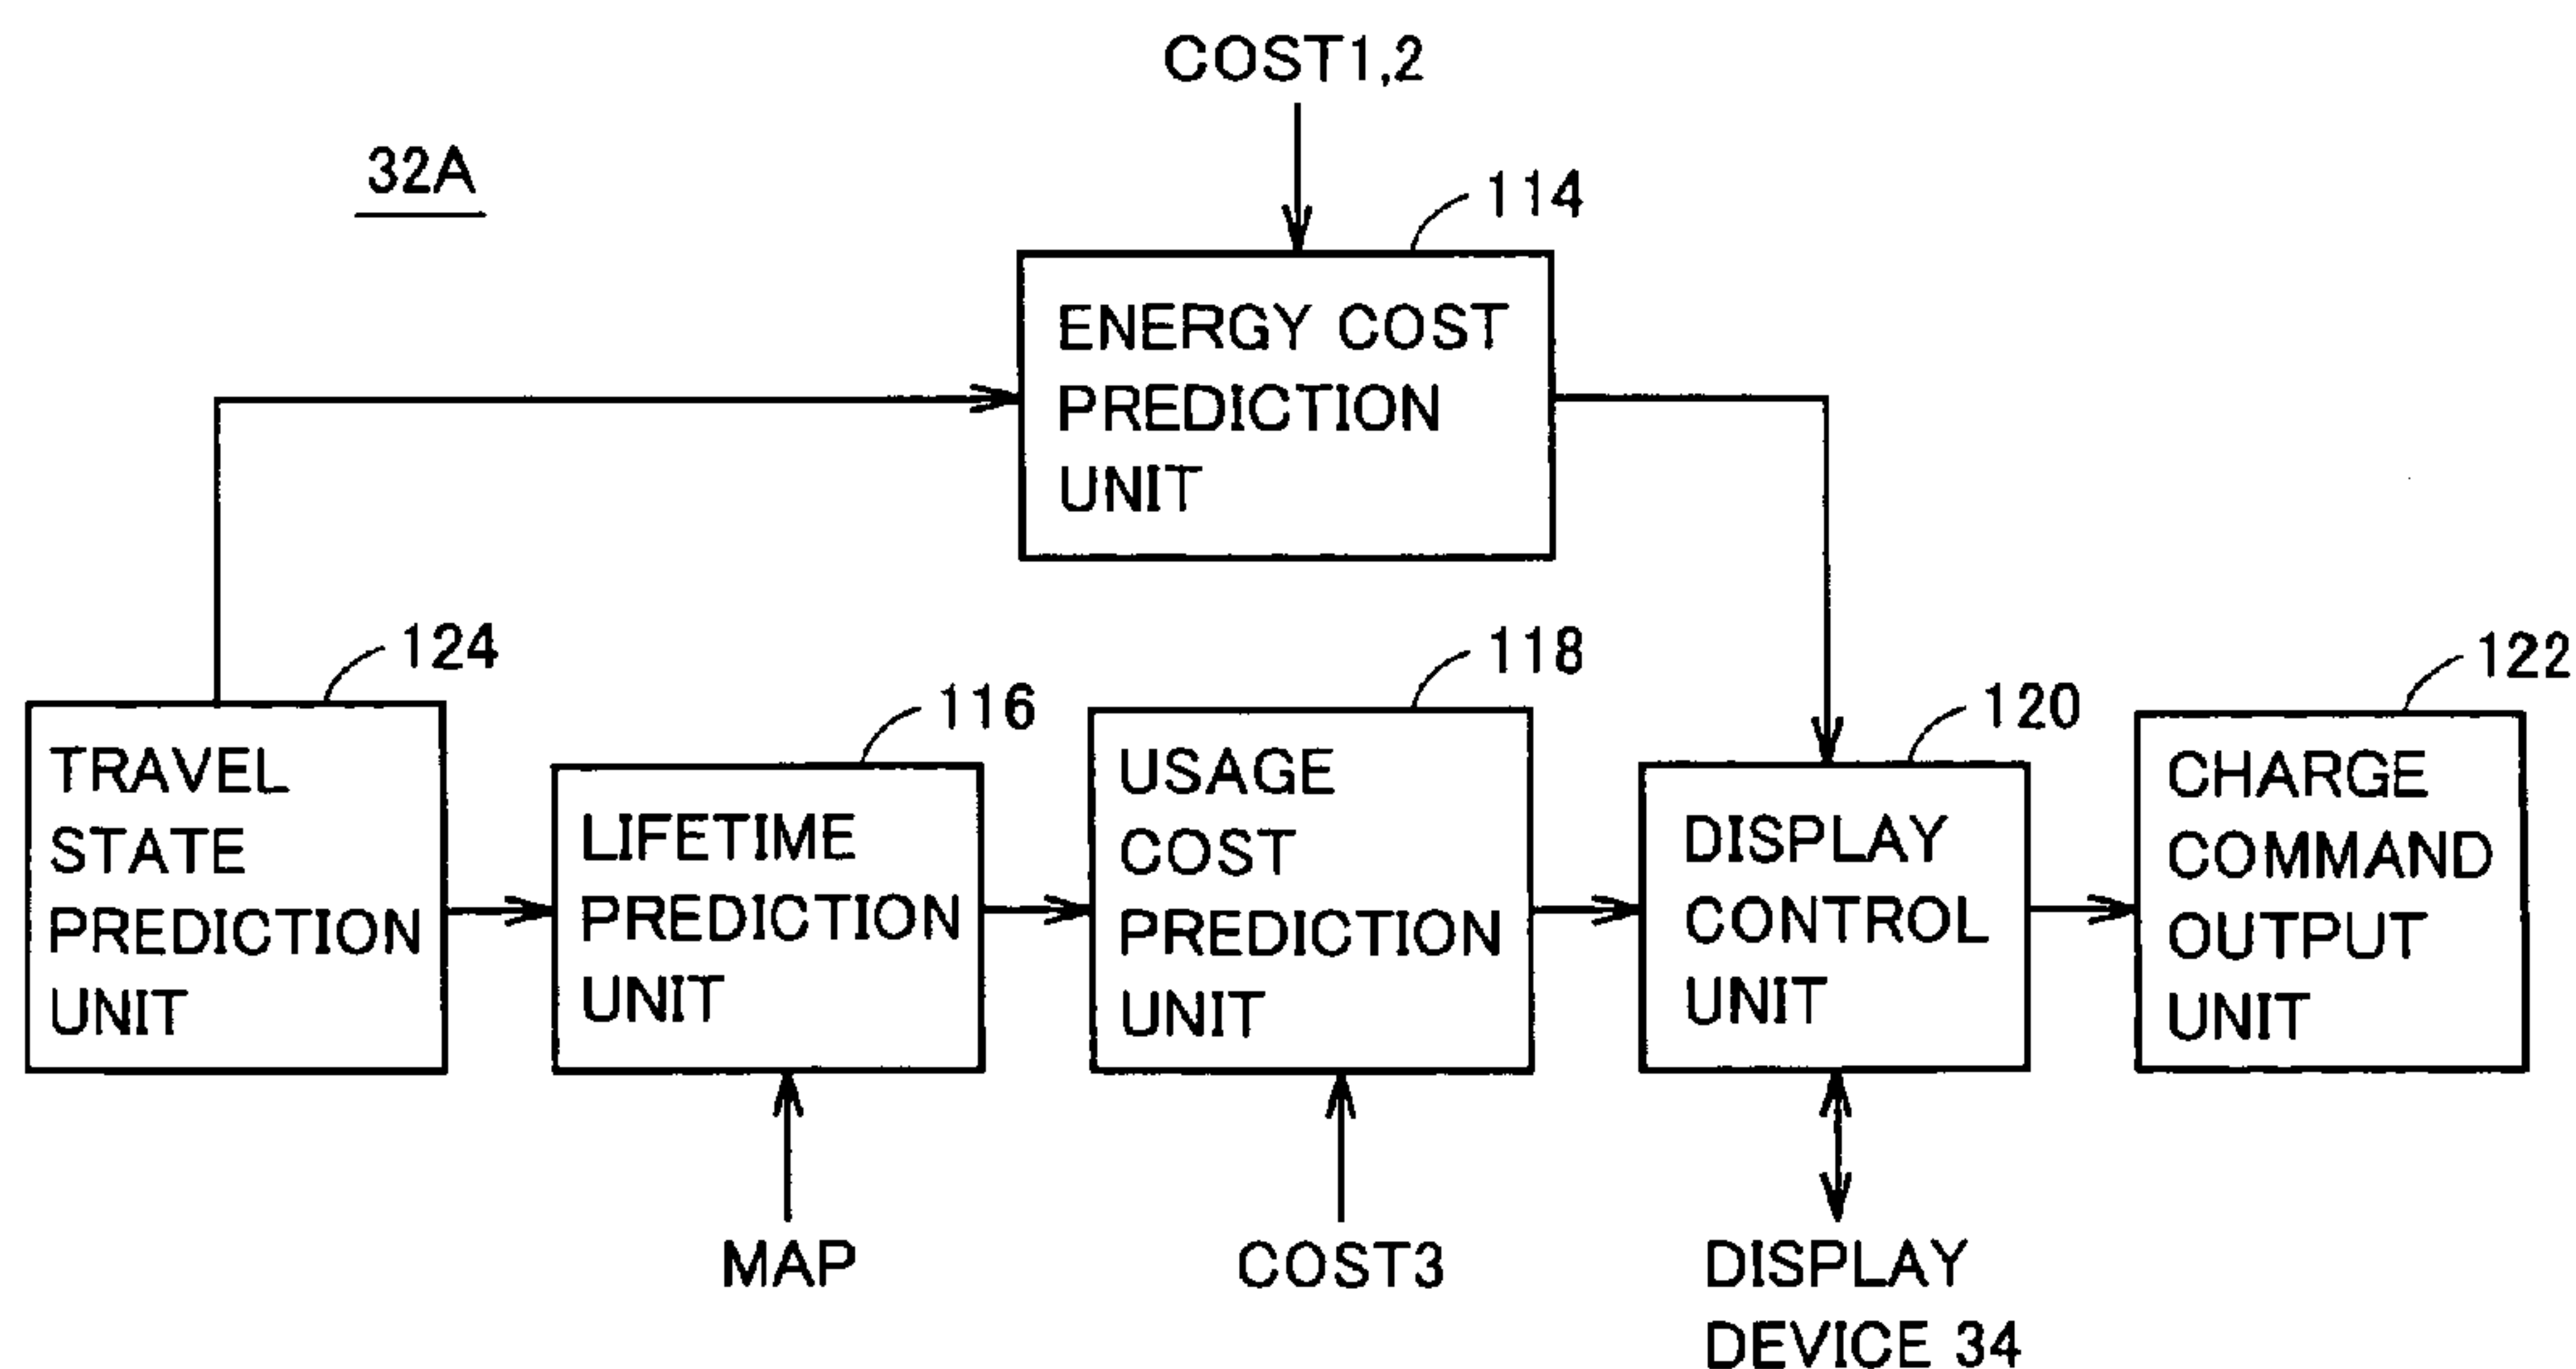 COST1,2
32A
114
ENERGY COST
PREDICTION
UNIT
124
TRAVEL
STATE
PREDICTION
UNIT
116
LIFETIME
PREDICTION
UNIT
118
USAGE
COST
PREDICTION
UNIT
120
DISPLAY
CONTROL
UNIT
122
CHARGE
COMMAND
OUTPUT
UNIT
MAP
COST3
DISPLAY
DEVICE 34